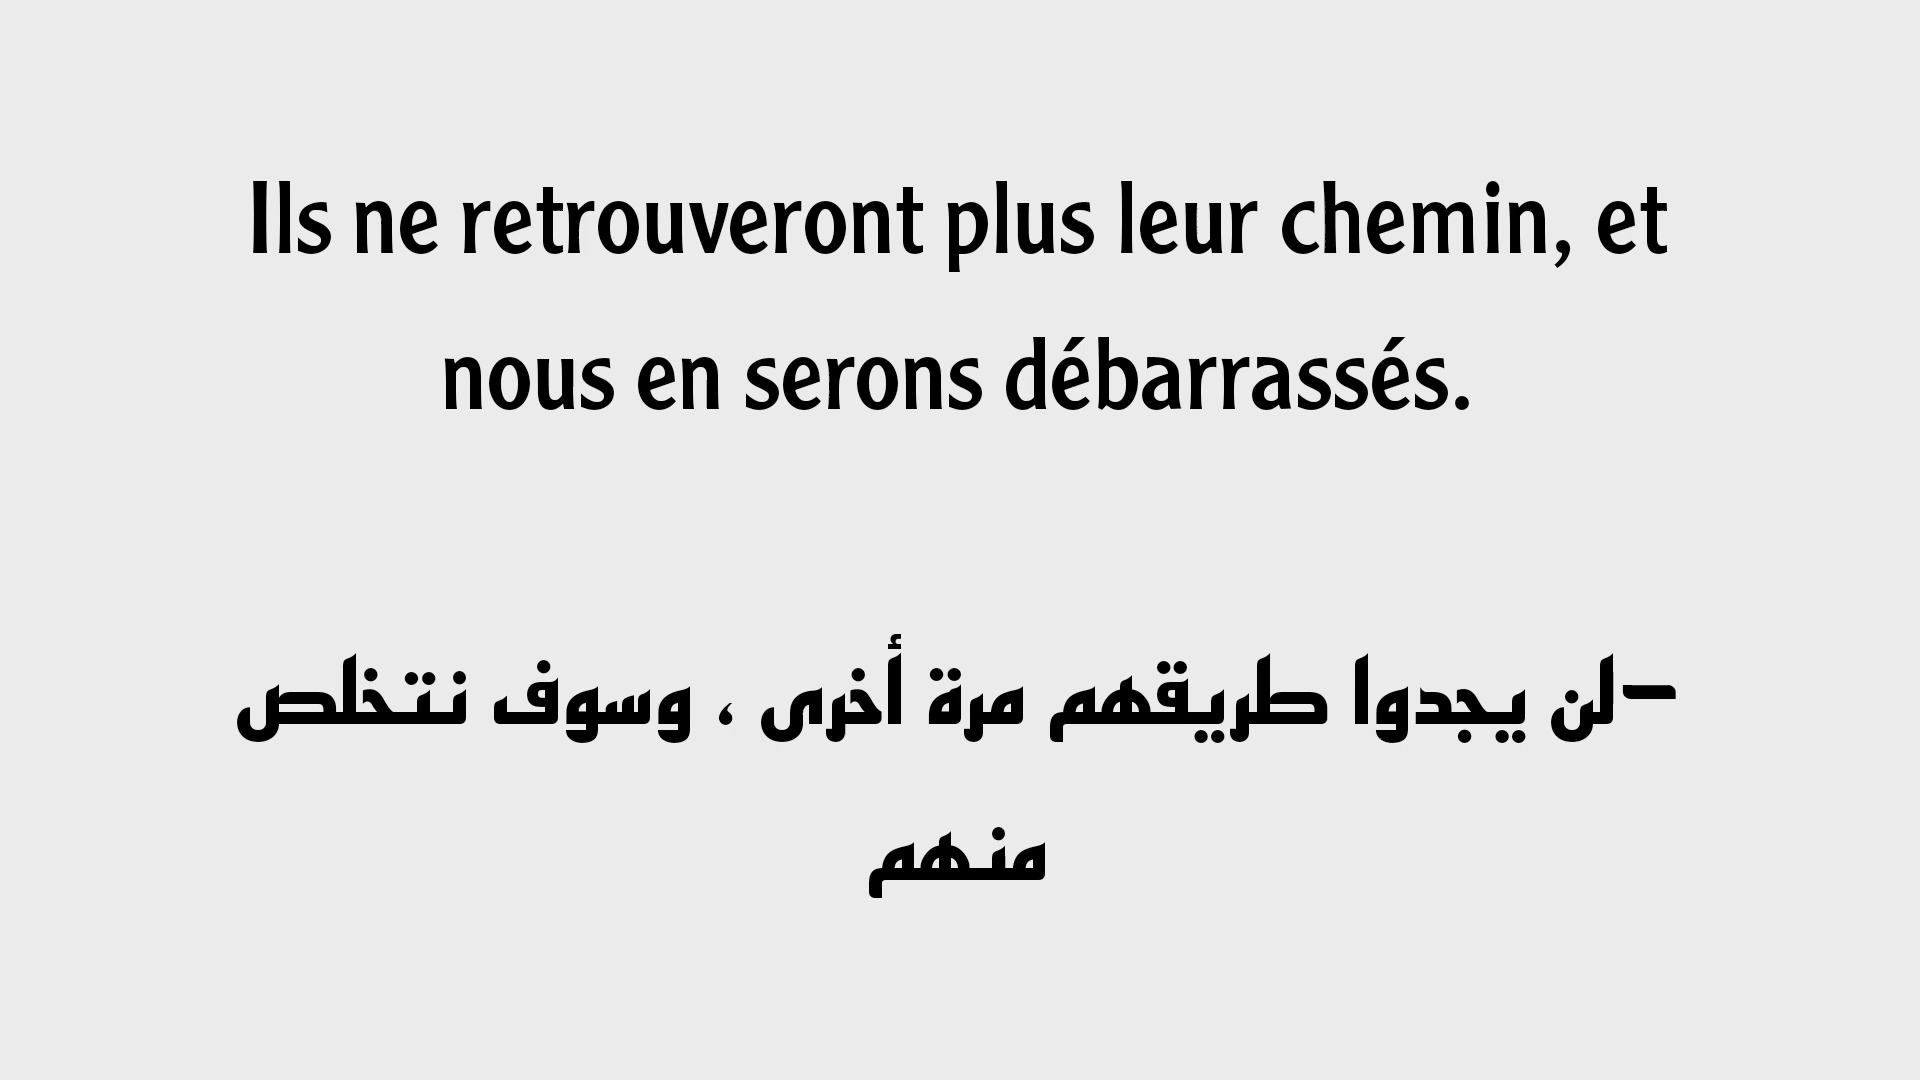 Ils ne retrouveront plus leur chemin, et
nous en serons débarrassés.
-لن يجدوا طريقهم مرة أخرى ، وسوف نتخلص
منهم